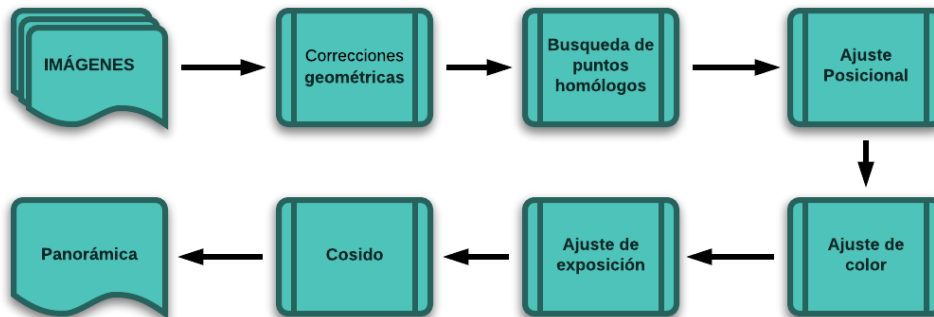 IMÁGENES
Correcciones
geométricas
Busqueda de
puntos
homólogos
Ajuste
Posicional
Ajuste de
color
Ajuste de
exposición
Cosido
Panorámica